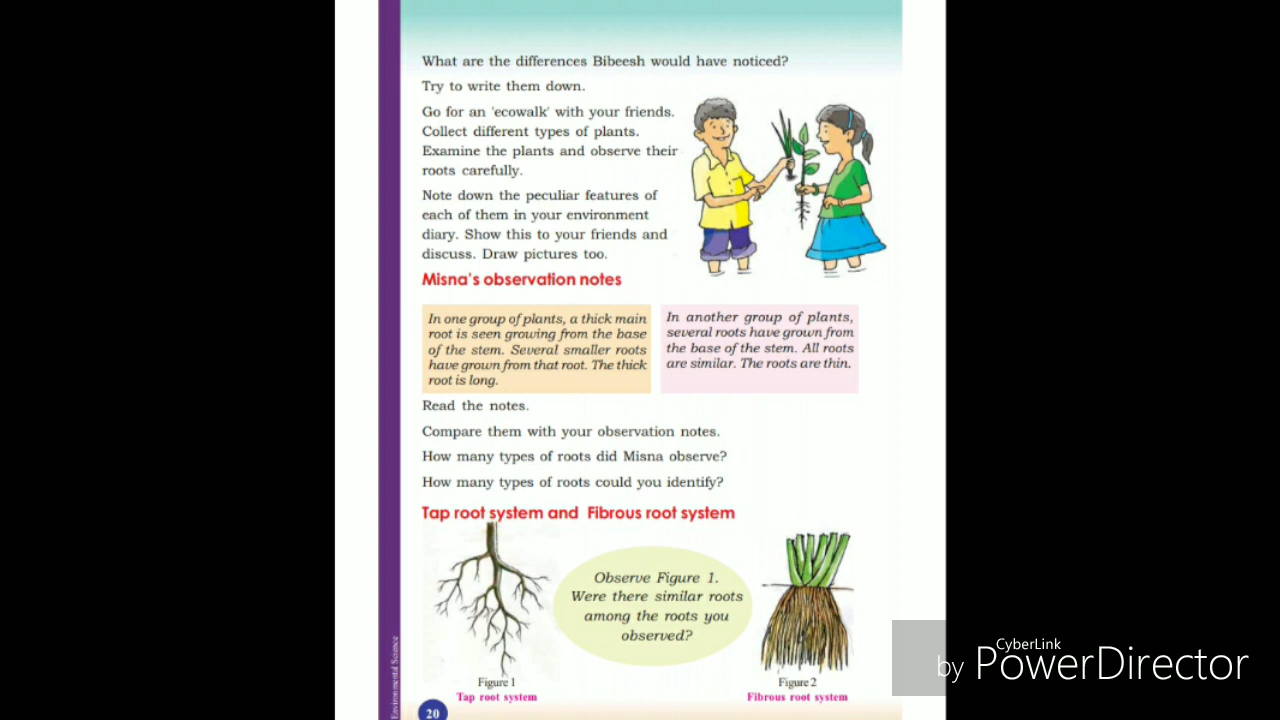 What are the differences Bibeesh would have noticed?
Try to write them down.
Go for an 'ecowalk' with your friends.
Collect different types of plants.
Examine the plants and observe their
roots carefully.
Note down the peculiar features of
each of them in your environment
diary. Show this to your friends and
discuss. Draw pictures too.
Misna's observation notes
In one group of plants, a thick main
root is seen growing from the base
of the stem. Several smaller roots
have grown from that root. The thick
root is long.
In another group of plants,
several roots have grown from
the base of the stem. All roots
are similar. The roots are thin.
Read the notes.
Compare them with your observation notes.
How many types of roots did Misna observe?
How many types of roots could you identify?
Tap root system and Fibrous root system
Observe Figure 1.
Were there similar roots
among the roots you
observed?
Figure 1
Tap root system
Figure 2
Fibrous root system
Environmental Science
20
by CyberLink PowerDirector